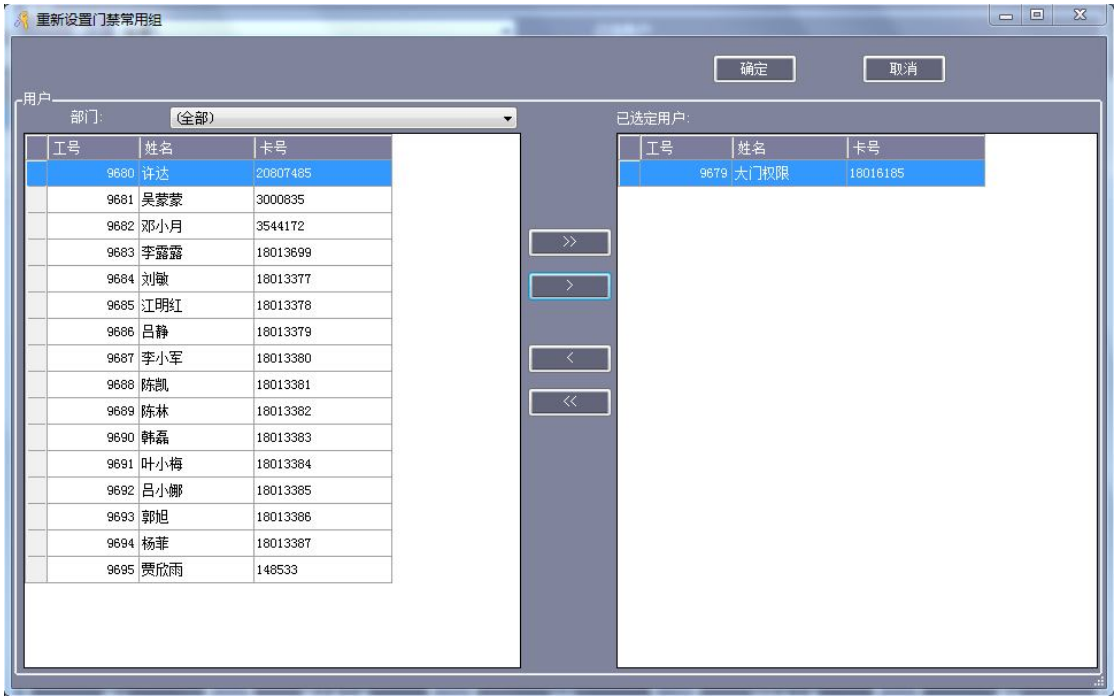 重新设置门禁常用组
确定 取消
用户
部门: (全部) 已选定用户:
工号 姓名 卡号 工号 姓名 卡号
9680 许达 20807485 9679 大门权限 18016185
9681 吴蒙蒙 3000835
9682 邓小月 3544172
>>
9683 李露露 18013699
9684 刘敏 18013377
>
9685 江明红 18013378
9686 吕静 18013379
9687 李小军 18013380
<
9688 陈凯 18013381
9689 陈林 18013382
<<
9690 韩磊 18013383
9691 叶小梅 18013384
9692 吕小娜 18013385
9693 郭旭 18013386
9694 杨菲 18013387
9695 贾欣雨 148533